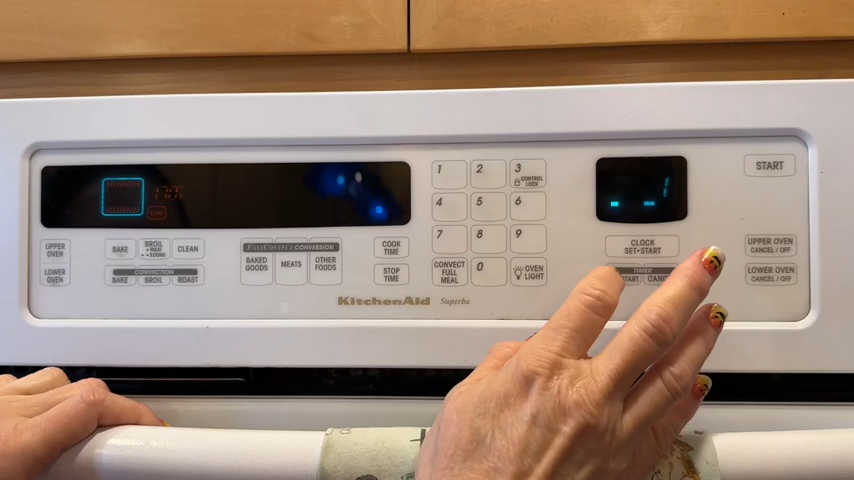 1 2 3
CONTROL LOCK
4 5 6
7 8 9
CONVECT FULL MEAL 0 OVEN LIGHT
UPPER OVEN
LOWER OVEN
BAKE BROIL CLEAN
CONVECTION
BAKE BROIL ROAST
EASYCONVECT CONVERSION
BAKED GOODS MEATS OTHER FOODS
COOK TIME
STOP TIME
KitchenAid Superba
CLOCK
SET•START
TIMER
START
START
UPPER OVEN
CANCEL / OFF
LOWER OVEN
CANCEL / OFF